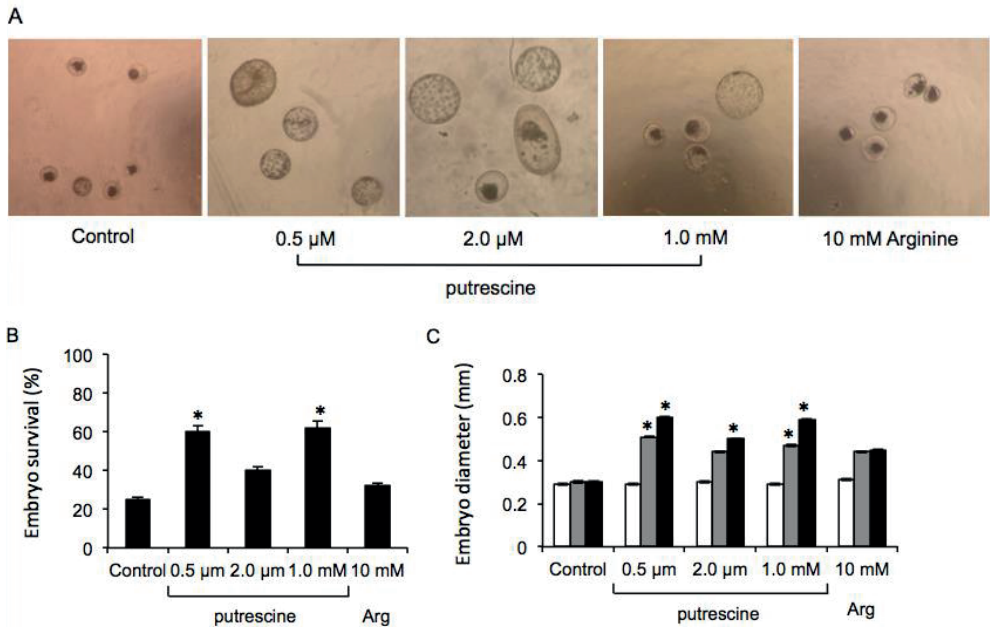 A
Control 0.5 µM 2.0 µM 1.0 mM 10 mM Arginine
putrescine
B
Embryo survival (%)
100
80
60
40
20
0
* *
Control 0.5 µm 2.0 µm 1.0 mM 10 mM
putrescine Arg
C
Embryo diameter (mm)
0.8
0.6
0.4
0.2
0
* * * * *
Control 0.5 µm 2.0 µm 1.0 mM 10 mM
putrescine Arg